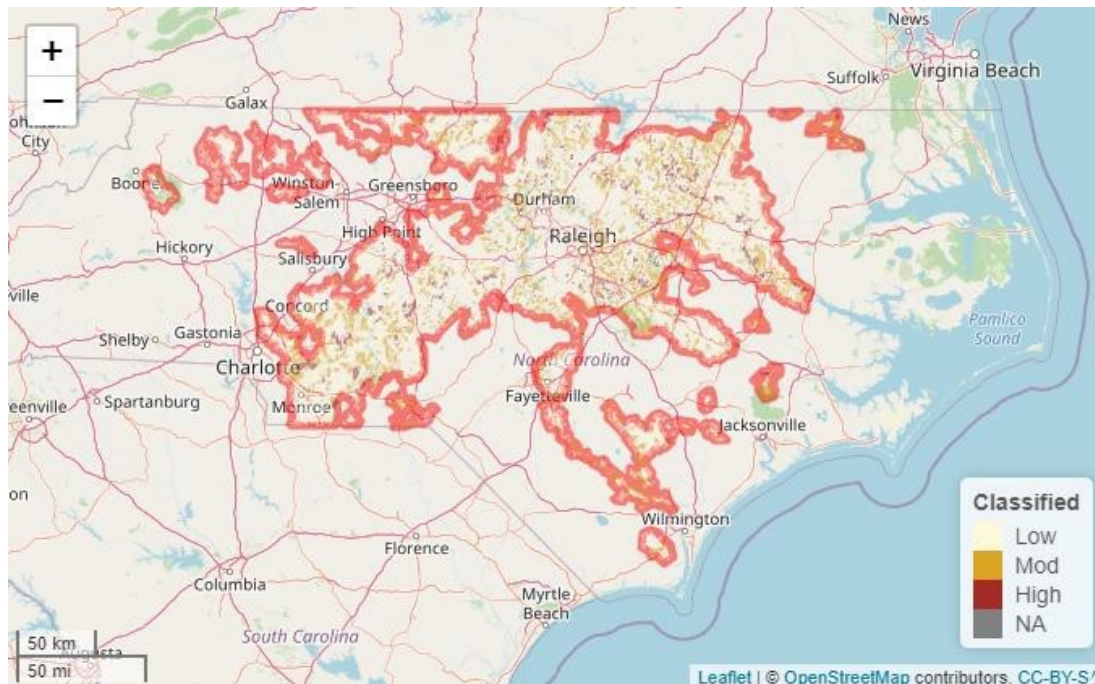 +
−
News
Virginia Beach
Suffolk
Galax
City
Boone
Winston-
Salem
Greensboro
Durham
High Point
Raleigh
Hickory
Salisbury
ville
Concord
Shelby
Gastonia
Charlotte
Pamlico
Sound
North Carolina
Fayetteville
eenville
Spartanburg
Monroe
Jacksonville
on
Wilmington
Florence
Columbia
Myrtle
Beach
South Carolina
50 km
50 mi
Augusta
Classified
Low
Mod
High
NA
Leaflet | © OpenStreetMap contributors, CC-BY-S